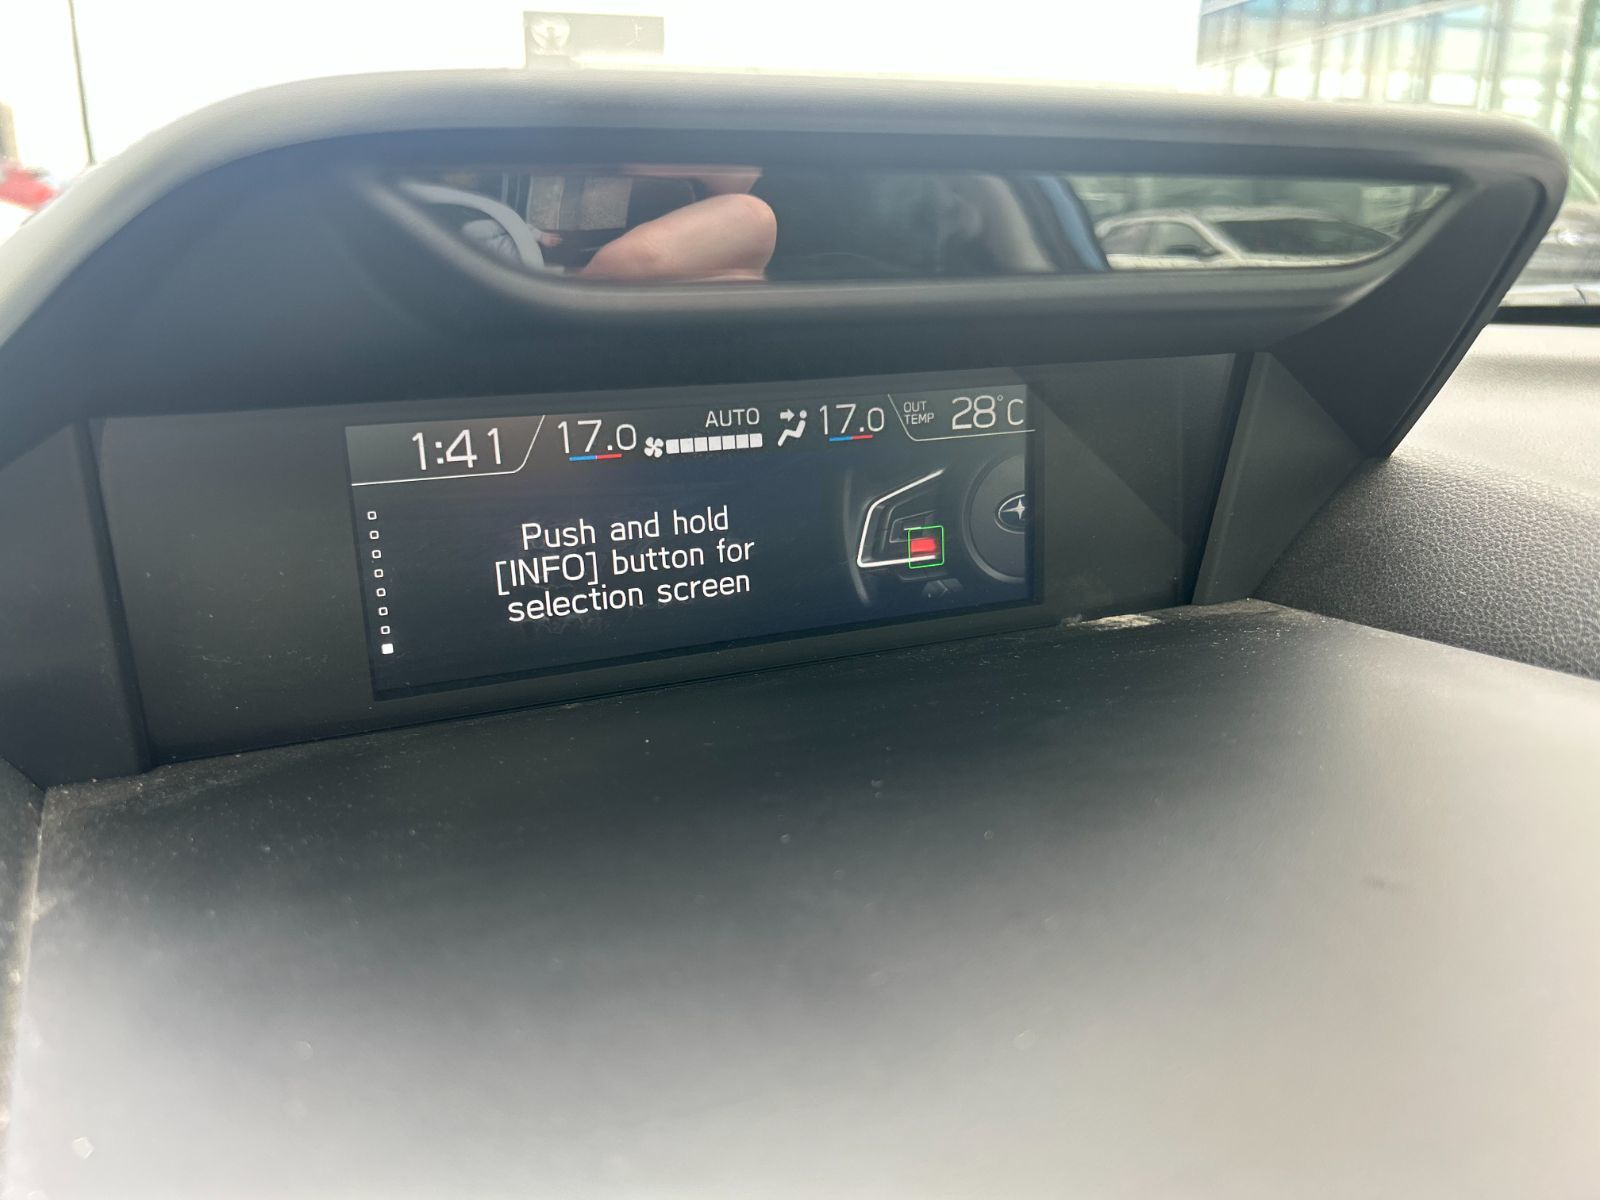 1:41
17.0
AUTO
17.0
OUT
TEMP
28°C
Push and hold
[INFO] button for
selection screen